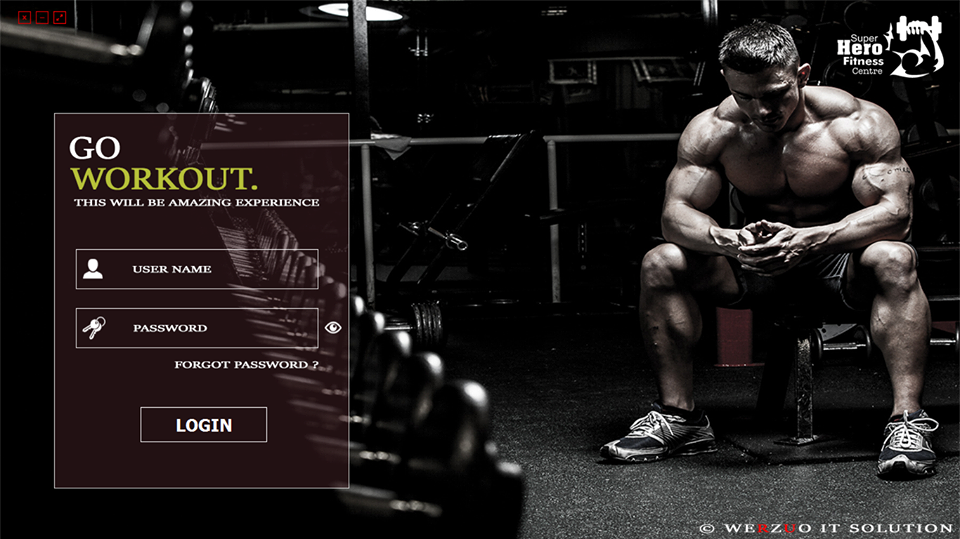 Super
Hero
Fitness
Centre
GO
WORKOUT.
THIS WILL BE AMAZING EXPERIENCE
USER NAME
PASSWORD
FORGOT PASSWORD ?
LOGIN
© WERZUO IT SOLUTION